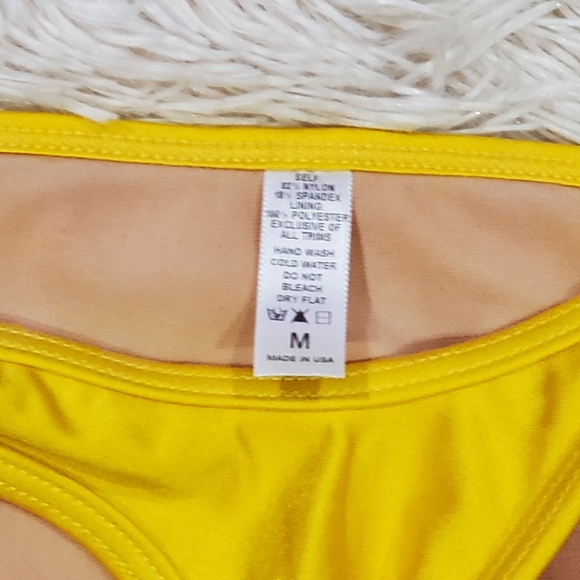 SELF:
82% NYLON
18% SPANDEX
LINING:
100% POLYESTER
EXCLUSIVE OF
ALL TRIMS
HAND WASH
COLD WATER
DO NOT
BLEACH
DRY FLAT
M
MADE IN USA